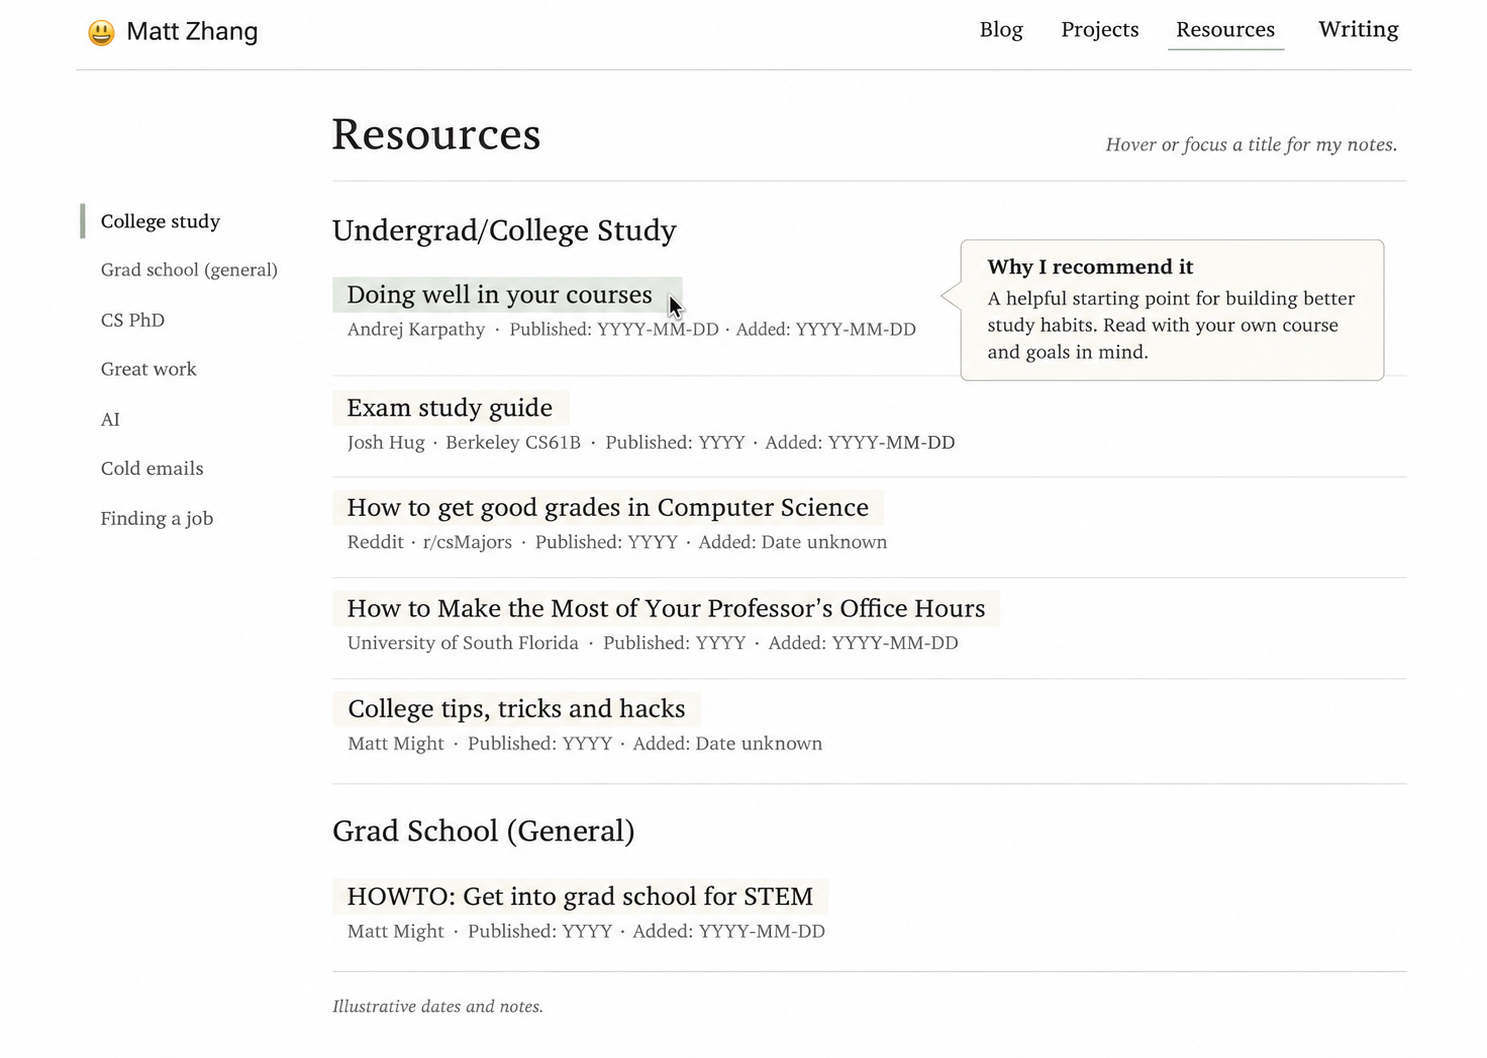 😃 Matt Zhang
Blog
Projects
Resources
Writing
Resources
Hover or focus a title for my notes.
College study
Grad school (general)
CS PhD
Great work
AI
Cold emails
Finding a job
Undergrad/College Study
Doing well in your courses
Andrej Karpathy · Published: YYYY-MM-DD · Added: YYYY-MM-DD
Why I recommend it
A helpful starting point for building better
study habits. Read with your own course
and goals in mind.
Exam study guide
Josh Hug · Berkeley CS61B · Published: YYYY · Added: YYYY-MM-DD
How to get good grades in Computer Science
Reddit · r/csMajors · Published: YYYY · Added: Date unknown
How to Make the Most of Your Professor’s Office Hours
University of South Florida · Published: YYYY · Added: YYYY-MM-DD
College tips, tricks and hacks
Matt Might · Published: YYYY · Added: Date unknown
Grad School (General)
HOWTO: Get into grad school for STEM
Matt Might · Published: YYYY · Added: YYYY-MM-DD
Illustrative dates and notes.